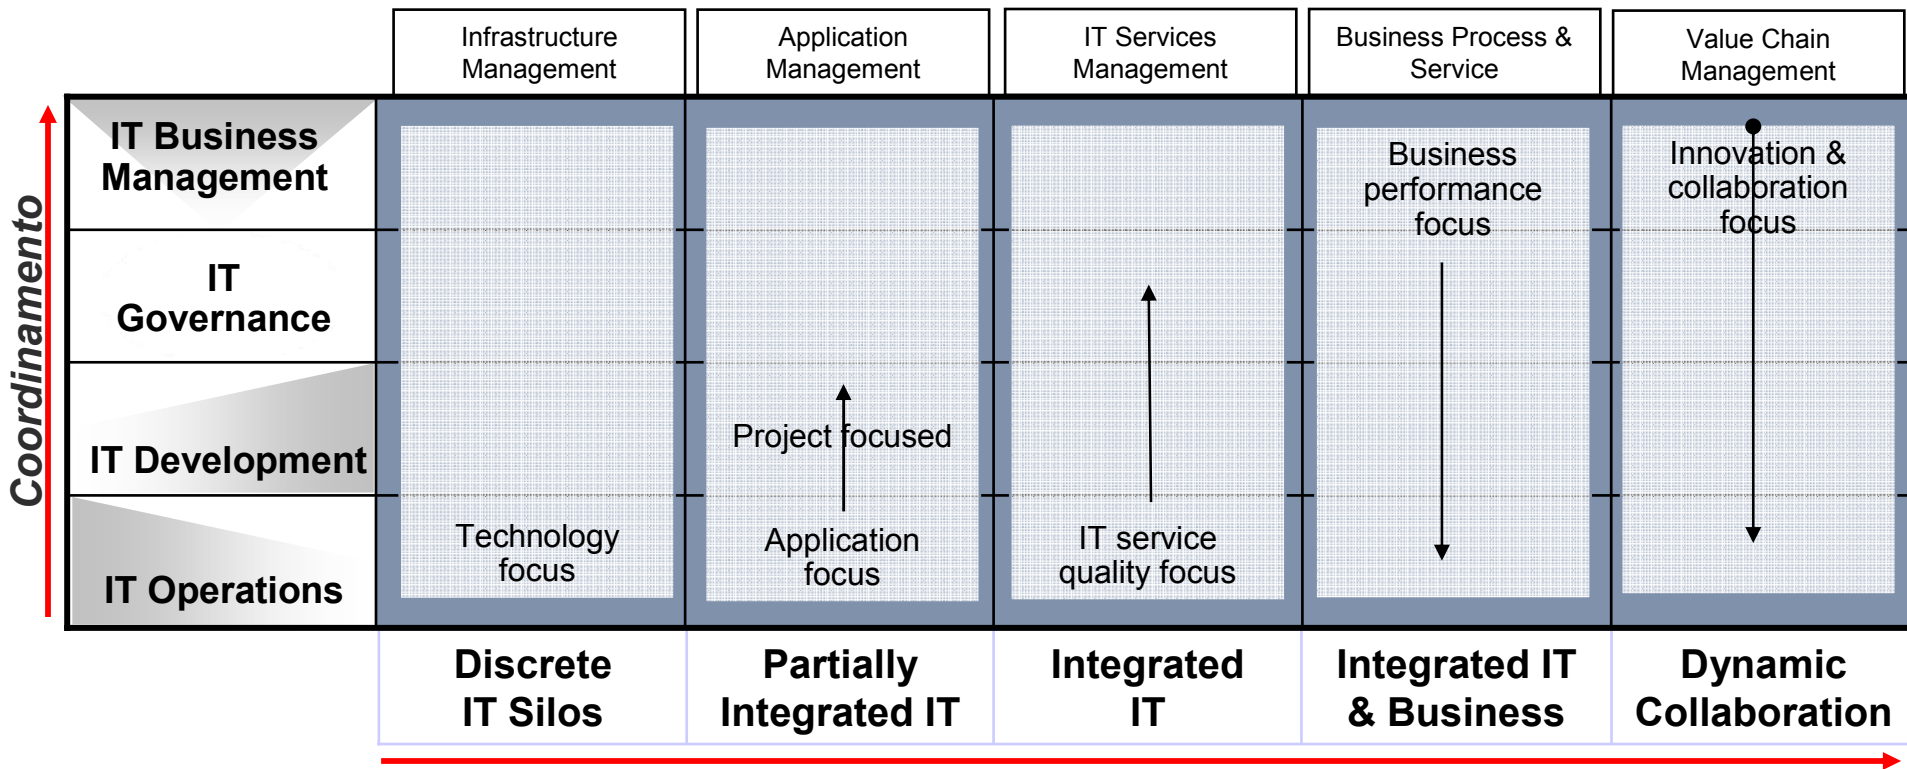 Infrastructure
Management
Application
Management
IT Services
Management
Business Process &
Service
Value Chain
Management
Coordinamento
IT Business
Management
Business
performance
focus
Innovation &
collaboration
focus
IT
Governance
IT Development
Project focused
IT Operations
Technology
focus
Application
focus
IT service
quality focus
Discrete
IT Silos
Partially
Integrated IT
Integrated
IT
Integrated IT
& Business
Dynamic
Collaboration